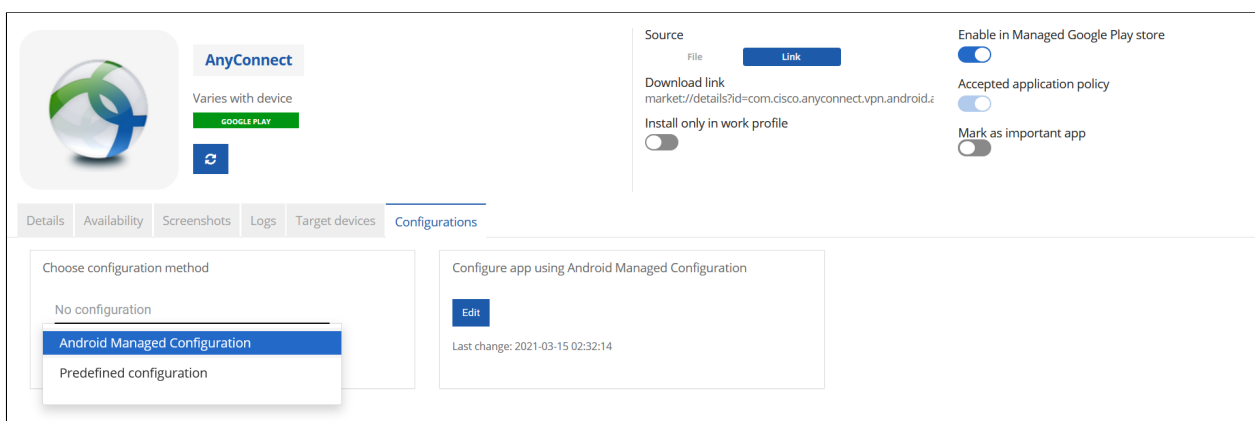 AnyConnect
Varies with device
GOOGLE PLAY
Source
File
Link
Download link
market://details?id=com.cisco.anyconnect.vpn.android.a
Install only in work profile
Enable in Managed Google Play store
Accepted application policy
Mark as important app
Details
Availability
Screenshots
Logs
Target devices
Configurations
Choose configuration method
No configuration
Android Managed Configuration
Predefined configuration
Configure app using Android Managed Configuration
Edit
Last change: 2021-03-15 02:32:14